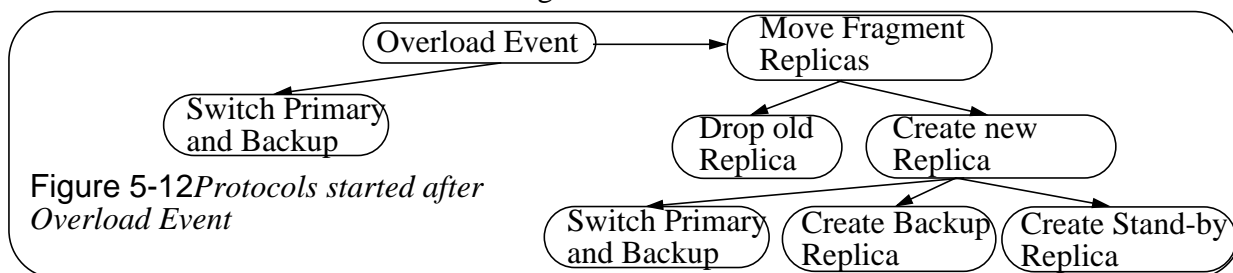 Overload Event
Move Fragment
Replicas
Switch Primary
and Backup
Drop old
Replica
Create new
Replica
Figure 5-12Protocols started after
Overload Event
Switch Primary
and Backup
Create Backup
Replica
Create Stand-by
Replica